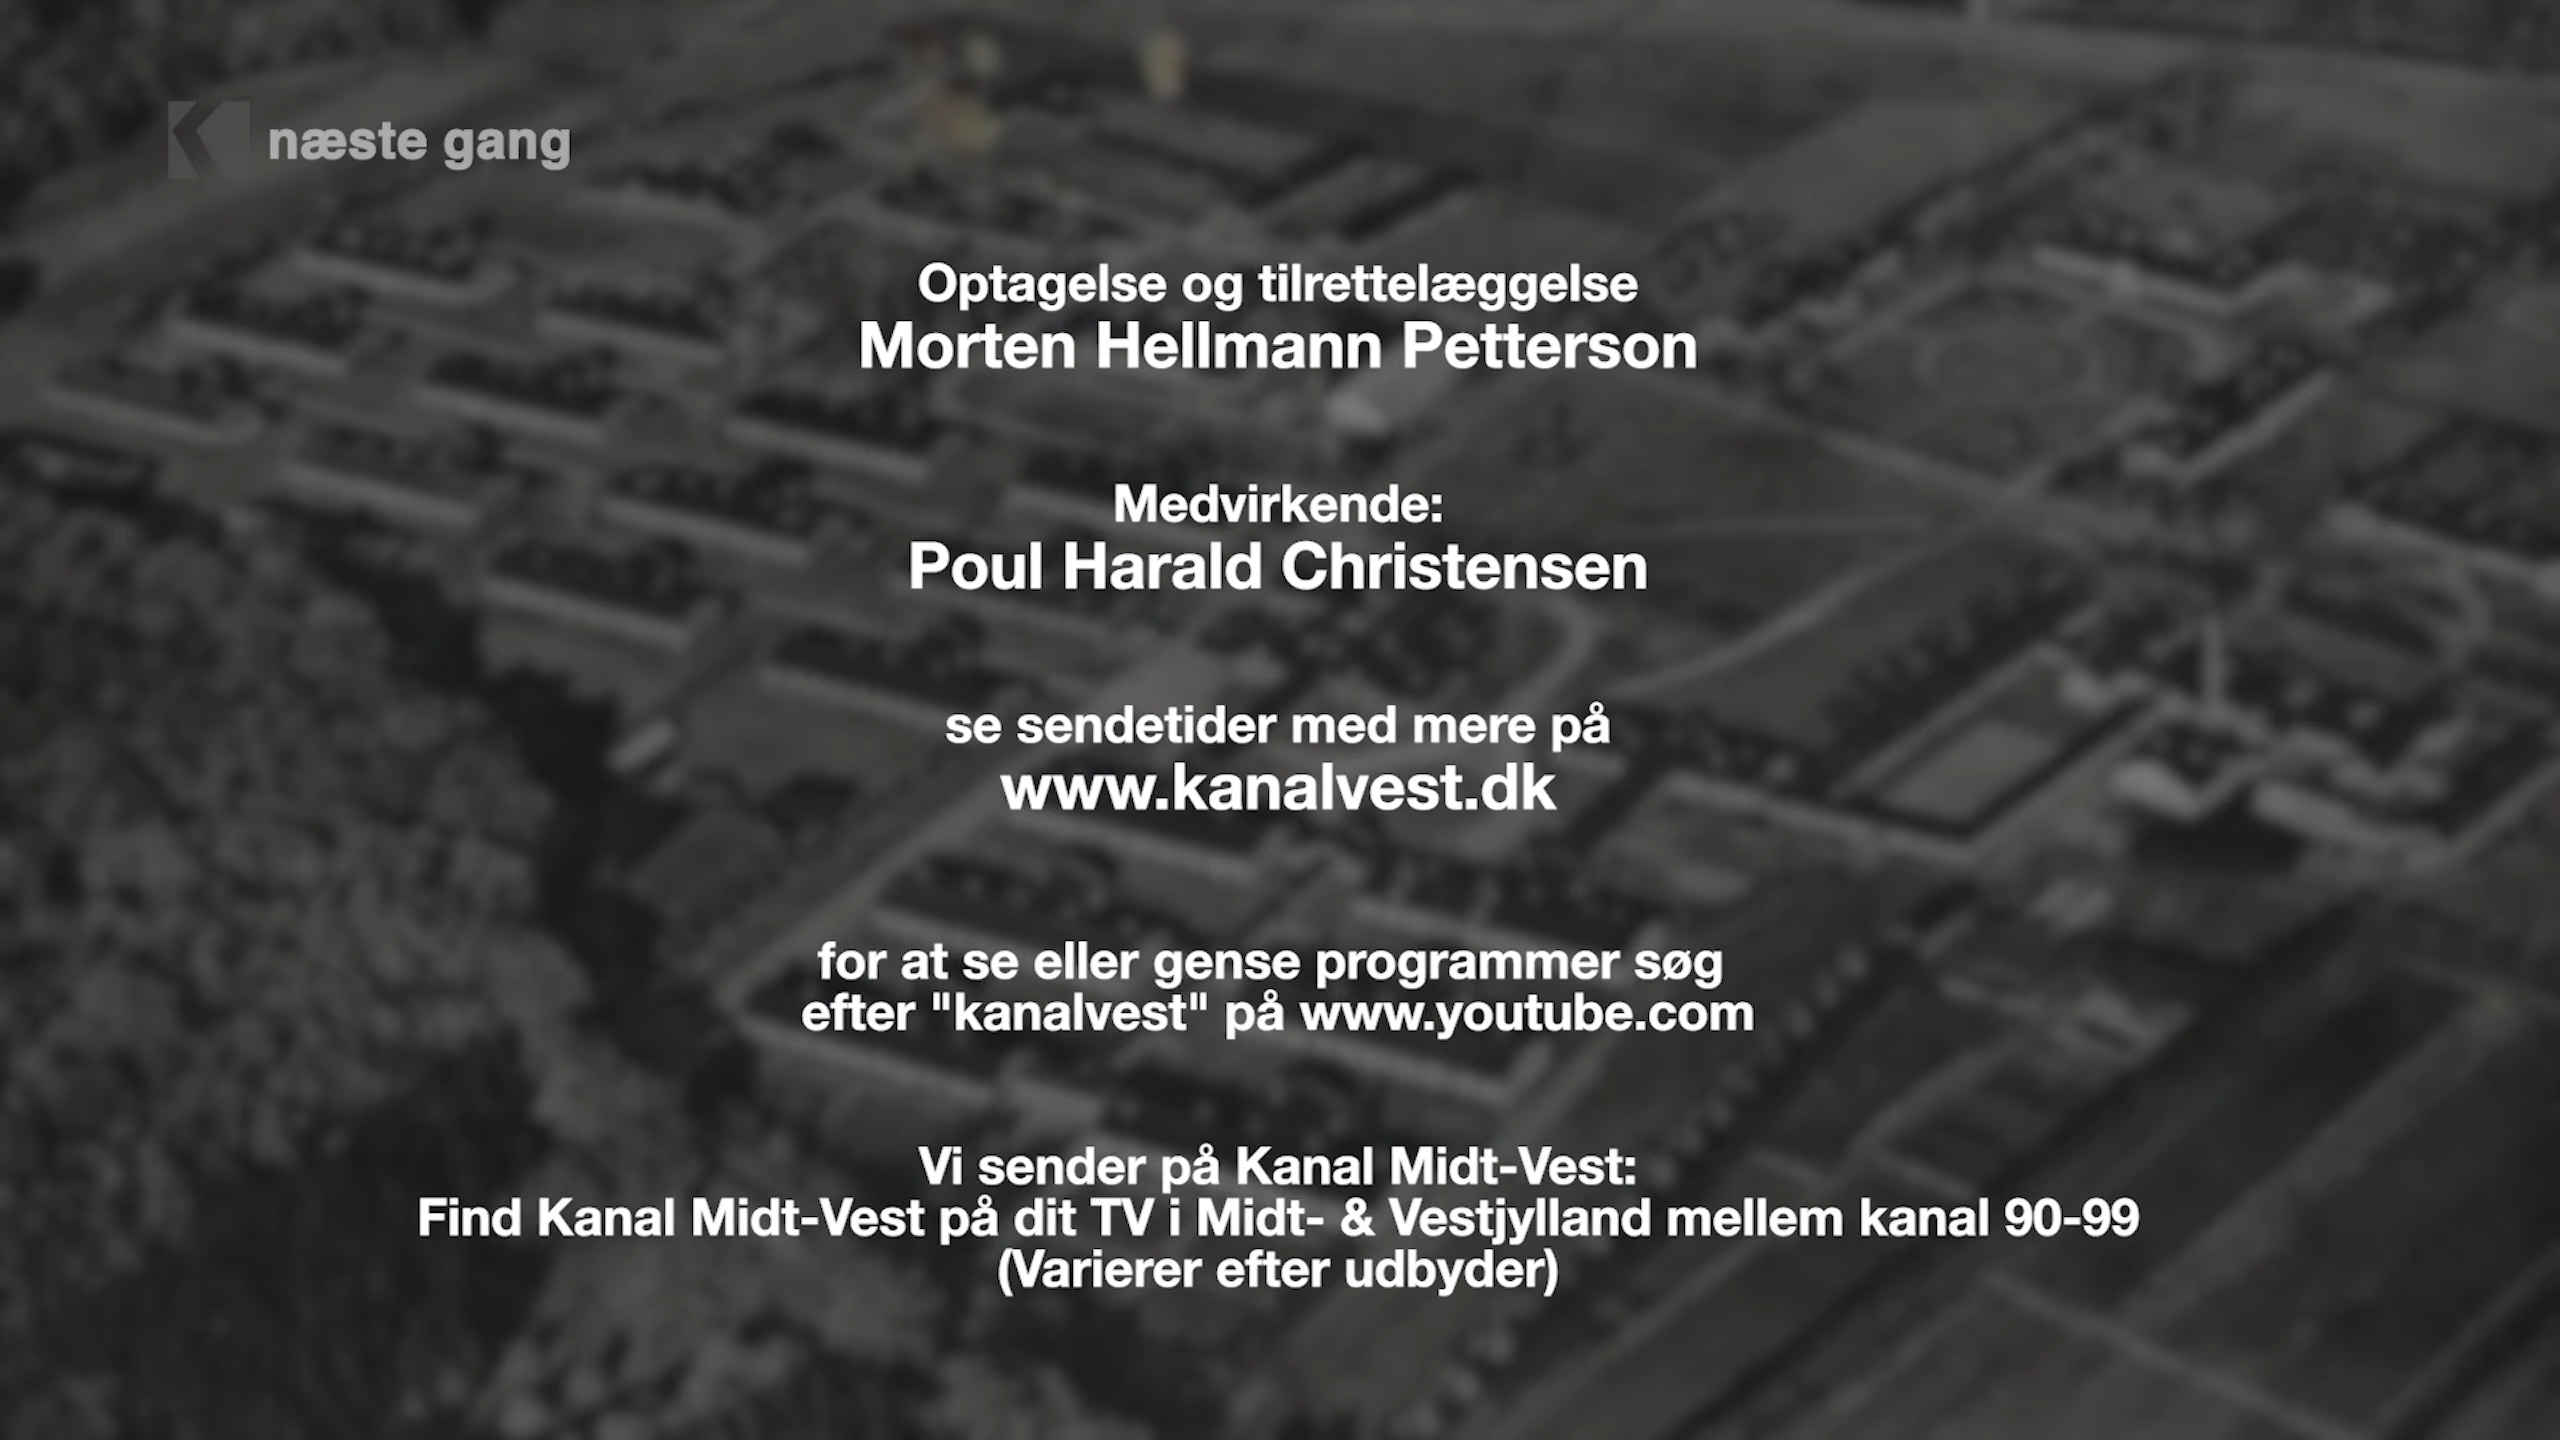 næste gang
Optagelse og tilrettelæggelse
Morten Hellmann Petterson
Medvirkende:
Poul Harald Christensen
se sendetider med mere på
www.kanalvest.dk
for at se eller gense programmer søg
efter "kanalvest" på www.youtube.com
Vi sender på Kanal Midt-Vest:
Find Kanal Midt-Vest på dit TV i Midt- & Vestjylland mellem kanal 90-99
(Varierer efter udbyder)